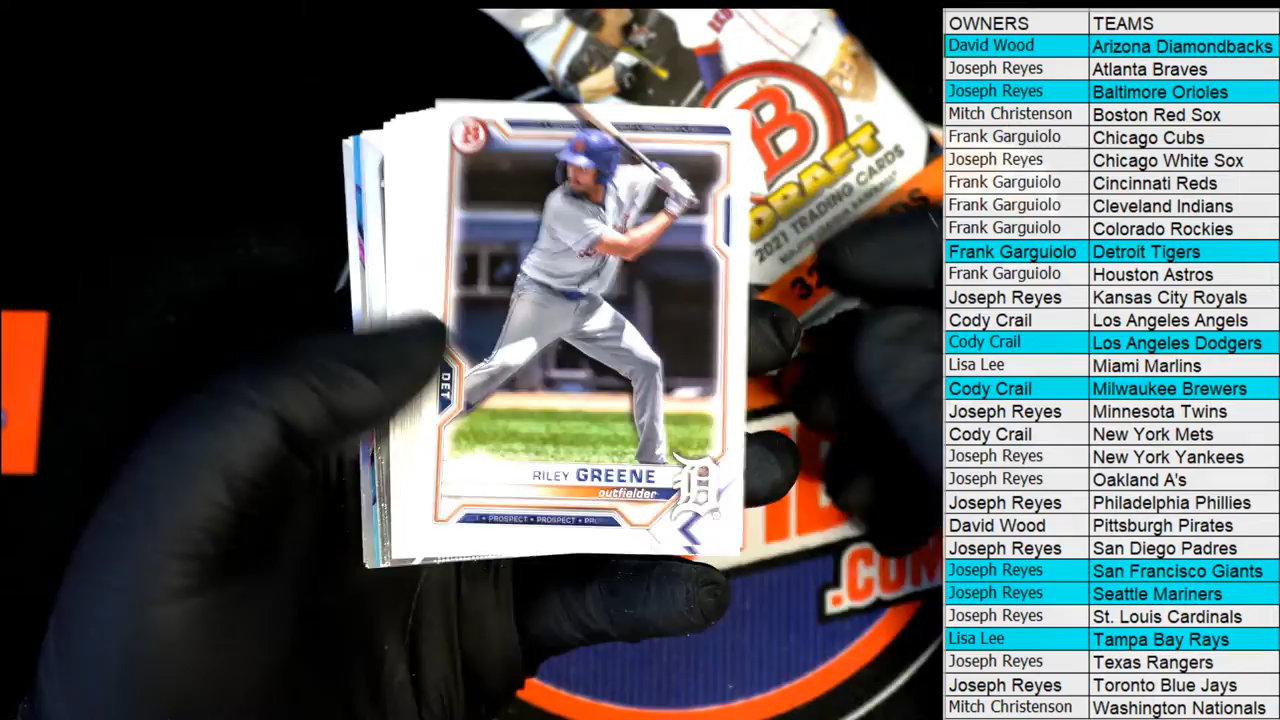 B
DRAFT
2021 TRADING CARDS
32
DET
RILEY GREENE
outfielder
• PROSPECT • PROSPECT • PR
.COM
OWNERS TEAMS
David Wood Arizona Diamondbacks
Joseph Reyes Atlanta Braves
Joseph Reyes Baltimore Orioles
Mitch Christenson Boston Red Sox
Frank Garguiolo Chicago Cubs
Joseph Reyes Chicago White Sox
Frank Garguiolo Cincinnati Reds
Frank Garguiolo Cleveland Indians
Frank Garguiolo Colorado Rockies
Frank Garguiolo Detroit Tigers
Frank Garguiolo Houston Astros
Joseph Reyes Kansas City Royals
Cody Crail Los Angeles Angels
Cody Crail Los Angeles Dodgers
Lisa Lee Miami Marlins
Cody Crail Milwaukee Brewers
Joseph Reyes Minnesota Twins
Cody Crail New York Mets
Joseph Reyes New York Yankees
Joseph Reyes Oakland A's
Joseph Reyes Philadelphia Phillies
David Wood Pittsburgh Pirates
Joseph Reyes San Diego Padres
Joseph Reyes San Francisco Giants
Joseph Reyes Seattle Mariners
Joseph Reyes St. Louis Cardinals
Lisa Lee Tampa Bay Rays
Joseph Reyes Texas Rangers
Joseph Reyes Toronto Blue Jays
Mitch Christenson Washington Nationals